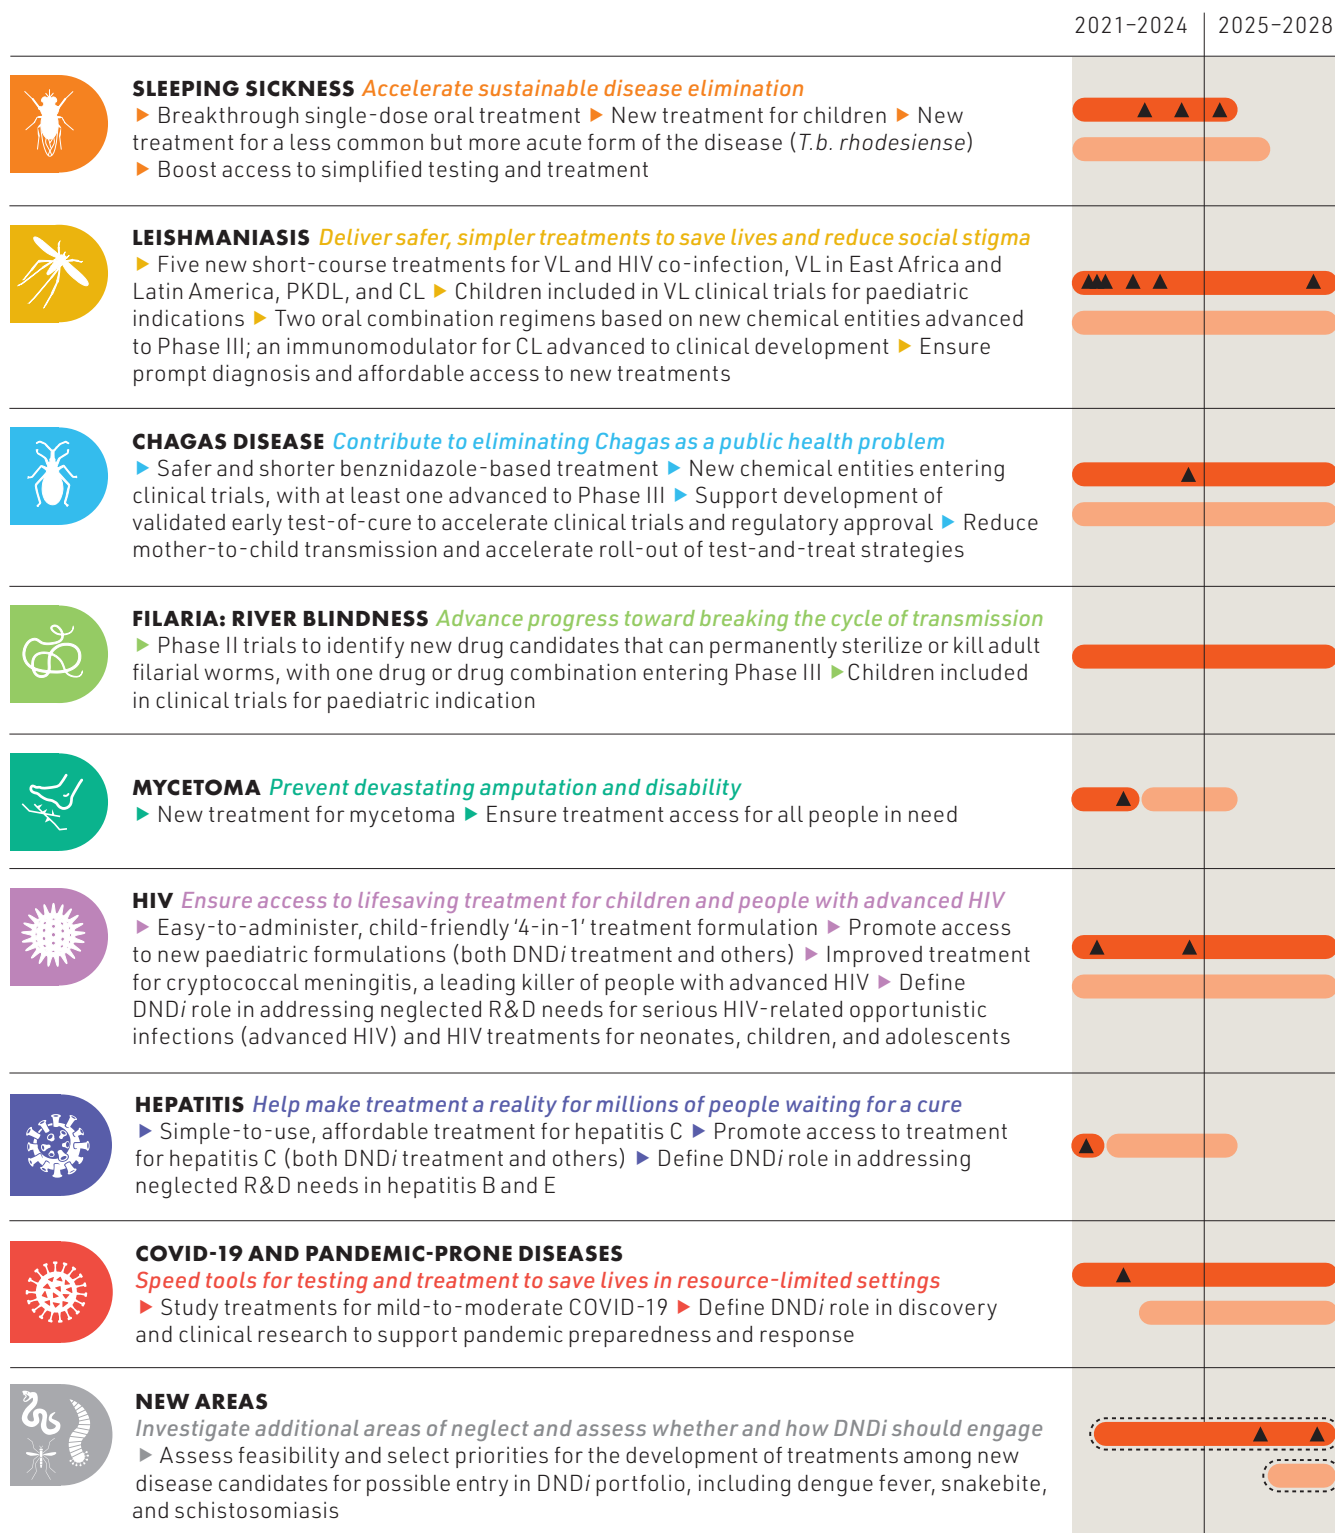 2021–2024 2025–2028
SLEEPING SICKNESS Accelerate sustainable disease elimination
▶ Breakthrough single-dose oral treatment ▶ New treatment for children ▶ New
treatment for a less common but more acute form of the disease (T.b. rhodesiense)
▶ Boost access to simplified testing and treatment
LEISHMANIASIS Deliver safer, simpler treatments to save lives and reduce social stigma
▶ Five new short-course treatments for VL and HIV co-infection, VL in East Africa and
Latin America, PKDL, and CL ▶ Children included in VL clinical trials for paediatric
indications ▶ Two oral combination regimens based on new chemical entities advanced
to Phase III; an immunomodulator for CL advanced to clinical development ▶ Ensure
prompt diagnosis and affordable access to new treatments
CHAGAS DISEASE Contribute to eliminating Chagas as a public health problem
▶ Safer and shorter benznidazole-based treatment ▶ New chemical entities entering
clinical trials, with at least one advanced to Phase III ▶ Support development of
validated early test-of-cure to accelerate clinical trials and regulatory approval ▶ Reduce
mother-to-child transmission and accelerate roll-out of test-and-treat strategies
FILARIA: RIVER BLINDNESS Advance progress toward breaking the cycle of transmission
▶ Phase II trials to identify new drug candidates that can permanently sterilize or kill adult
filarial worms, with one drug or drug combination entering Phase III ▶ Children included
in clinical trials for paediatric indication
MYCETOMA Prevent devastating amputation and disability
▶ New treatment for mycetoma ▶ Ensure treatment access for all people in need
HIV Ensure access to lifesaving treatment for children and people with advanced HIV
▶ Easy-to-administer, child-friendly ‘4-in-1’ treatment formulation ▶ Promote access
to new paediatric formulations (both DNDi treatment and others) ▶ Improved treatment
for cryptococcal meningitis, a leading killer of people with advanced HIV ▶ Define
DNDi role in addressing neglected R&D needs for serious HIV-related opportunistic
infections (advanced HIV) and HIV treatments for neonates, children, and adolescents
HEPATITIS Help make treatment a reality for millions of people waiting for a cure
▶ Simple-to-use, affordable treatment for hepatitis C ▶ Promote access to treatment
for hepatitis C (both DNDi treatment and others) ▶ Define DNDi role in addressing
neglected R&D needs in hepatitis B and E
COVID-19 AND PANDEMIC-PRONE DISEASES
Speed tools for testing and treatment to save lives in resource-limited settings
▶ Study treatments for mild-to-moderate COVID-19 ▶ Define DNDi role in discovery
and clinical research to support pandemic preparedness and response
NEW AREAS
Investigate additional areas of neglect and assess whether and how DNDi should engage
▶ Assess feasibility and select priorities for the development of treatments among new
disease candidates for possible entry in DNDi portfolio, including dengue fever, snakebite,
and schistosomiasis